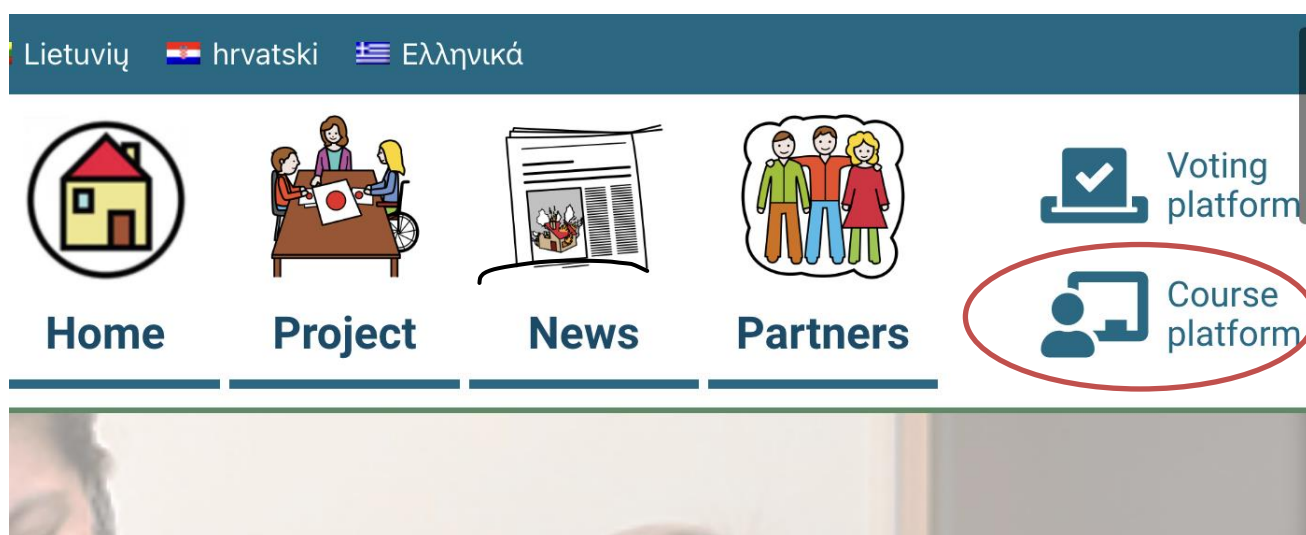 Lietuvių hrvatski Ελληνικά
Voting
platform
Course
platform
Home Project News Partners